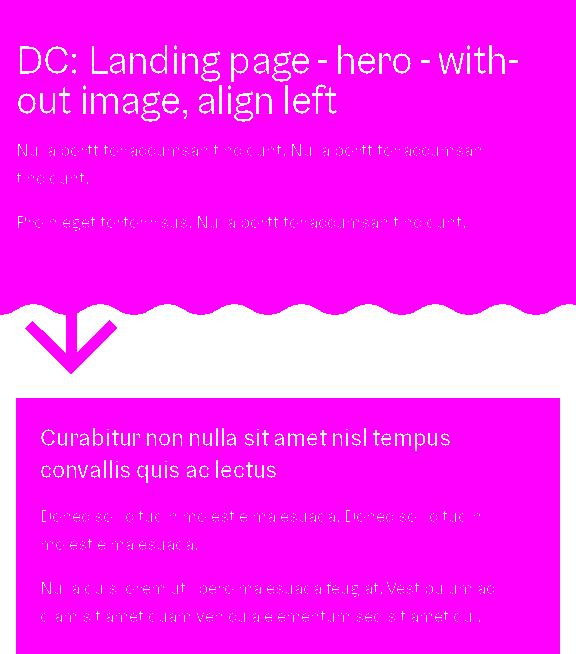 DC: Landing page - hero - with-
out image, align left
Nulla porttitor accumsan tincidunt. Nulla porttitor accumsan
tincidunt.
Proin eget tortor risus. Nulla porttitor accumsan tincidunt.
Curabitur non nulla sit amet nisl tempus
convallis quis ac lectus
Donec sollicitudin molestie malesuada. Donec sollicitudin
molestie malesuada.
Nulla quis lorem ut libero malesuada feugiat. Vestibulum ac
diam sit amet quam vehicula elementum sed sit amet dui.